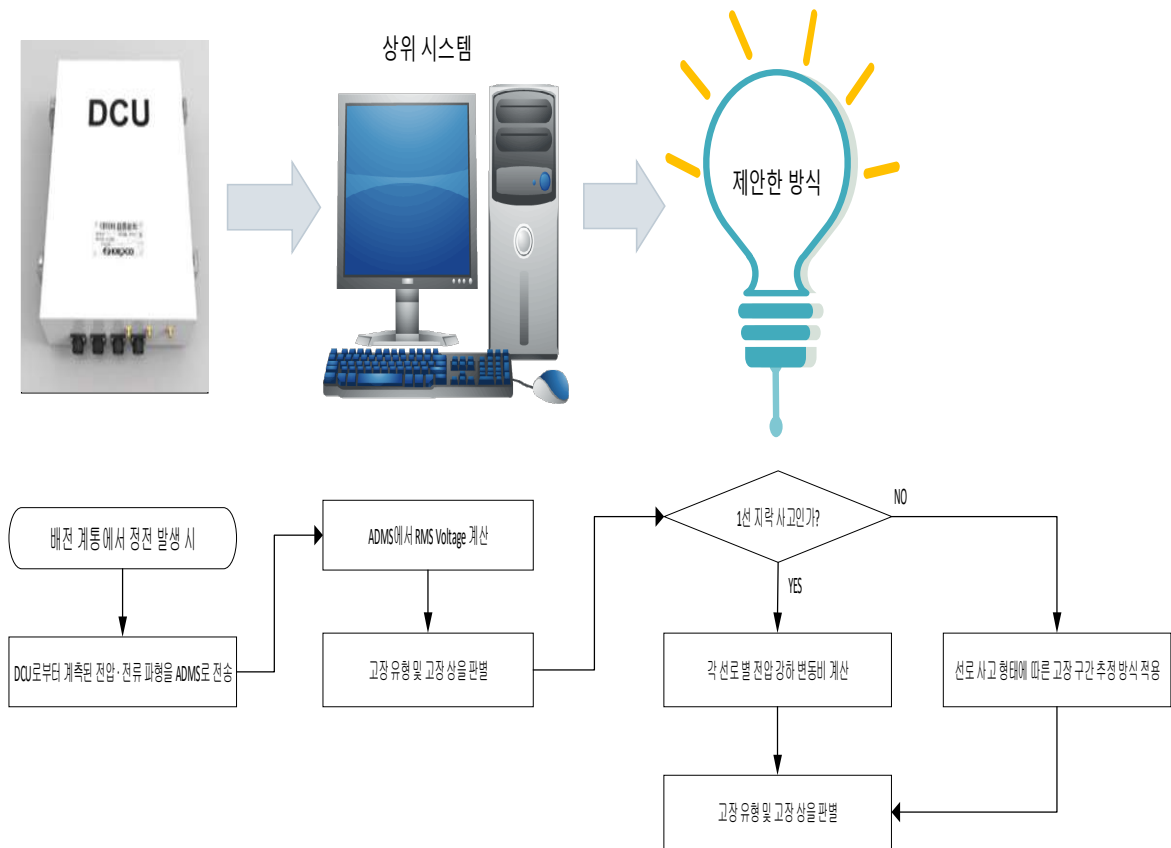 DCU
상위 시스템
제안한 방식
배전 계통에서 정전 발생 시
DCU로부터 계측된 전압·전류 파형을 ADMS로 전송
ADMS에서 RMS Voltage 계산
고장 유형 및 고장 상을 판별
1선 지락 사고인가?
NO
YES
각 선로 별 전압 강하 변동비 계산
선로 사고 형태에 따른 고장 구간 추정 방식 적용
고장 유형 및 고장 상을 판별